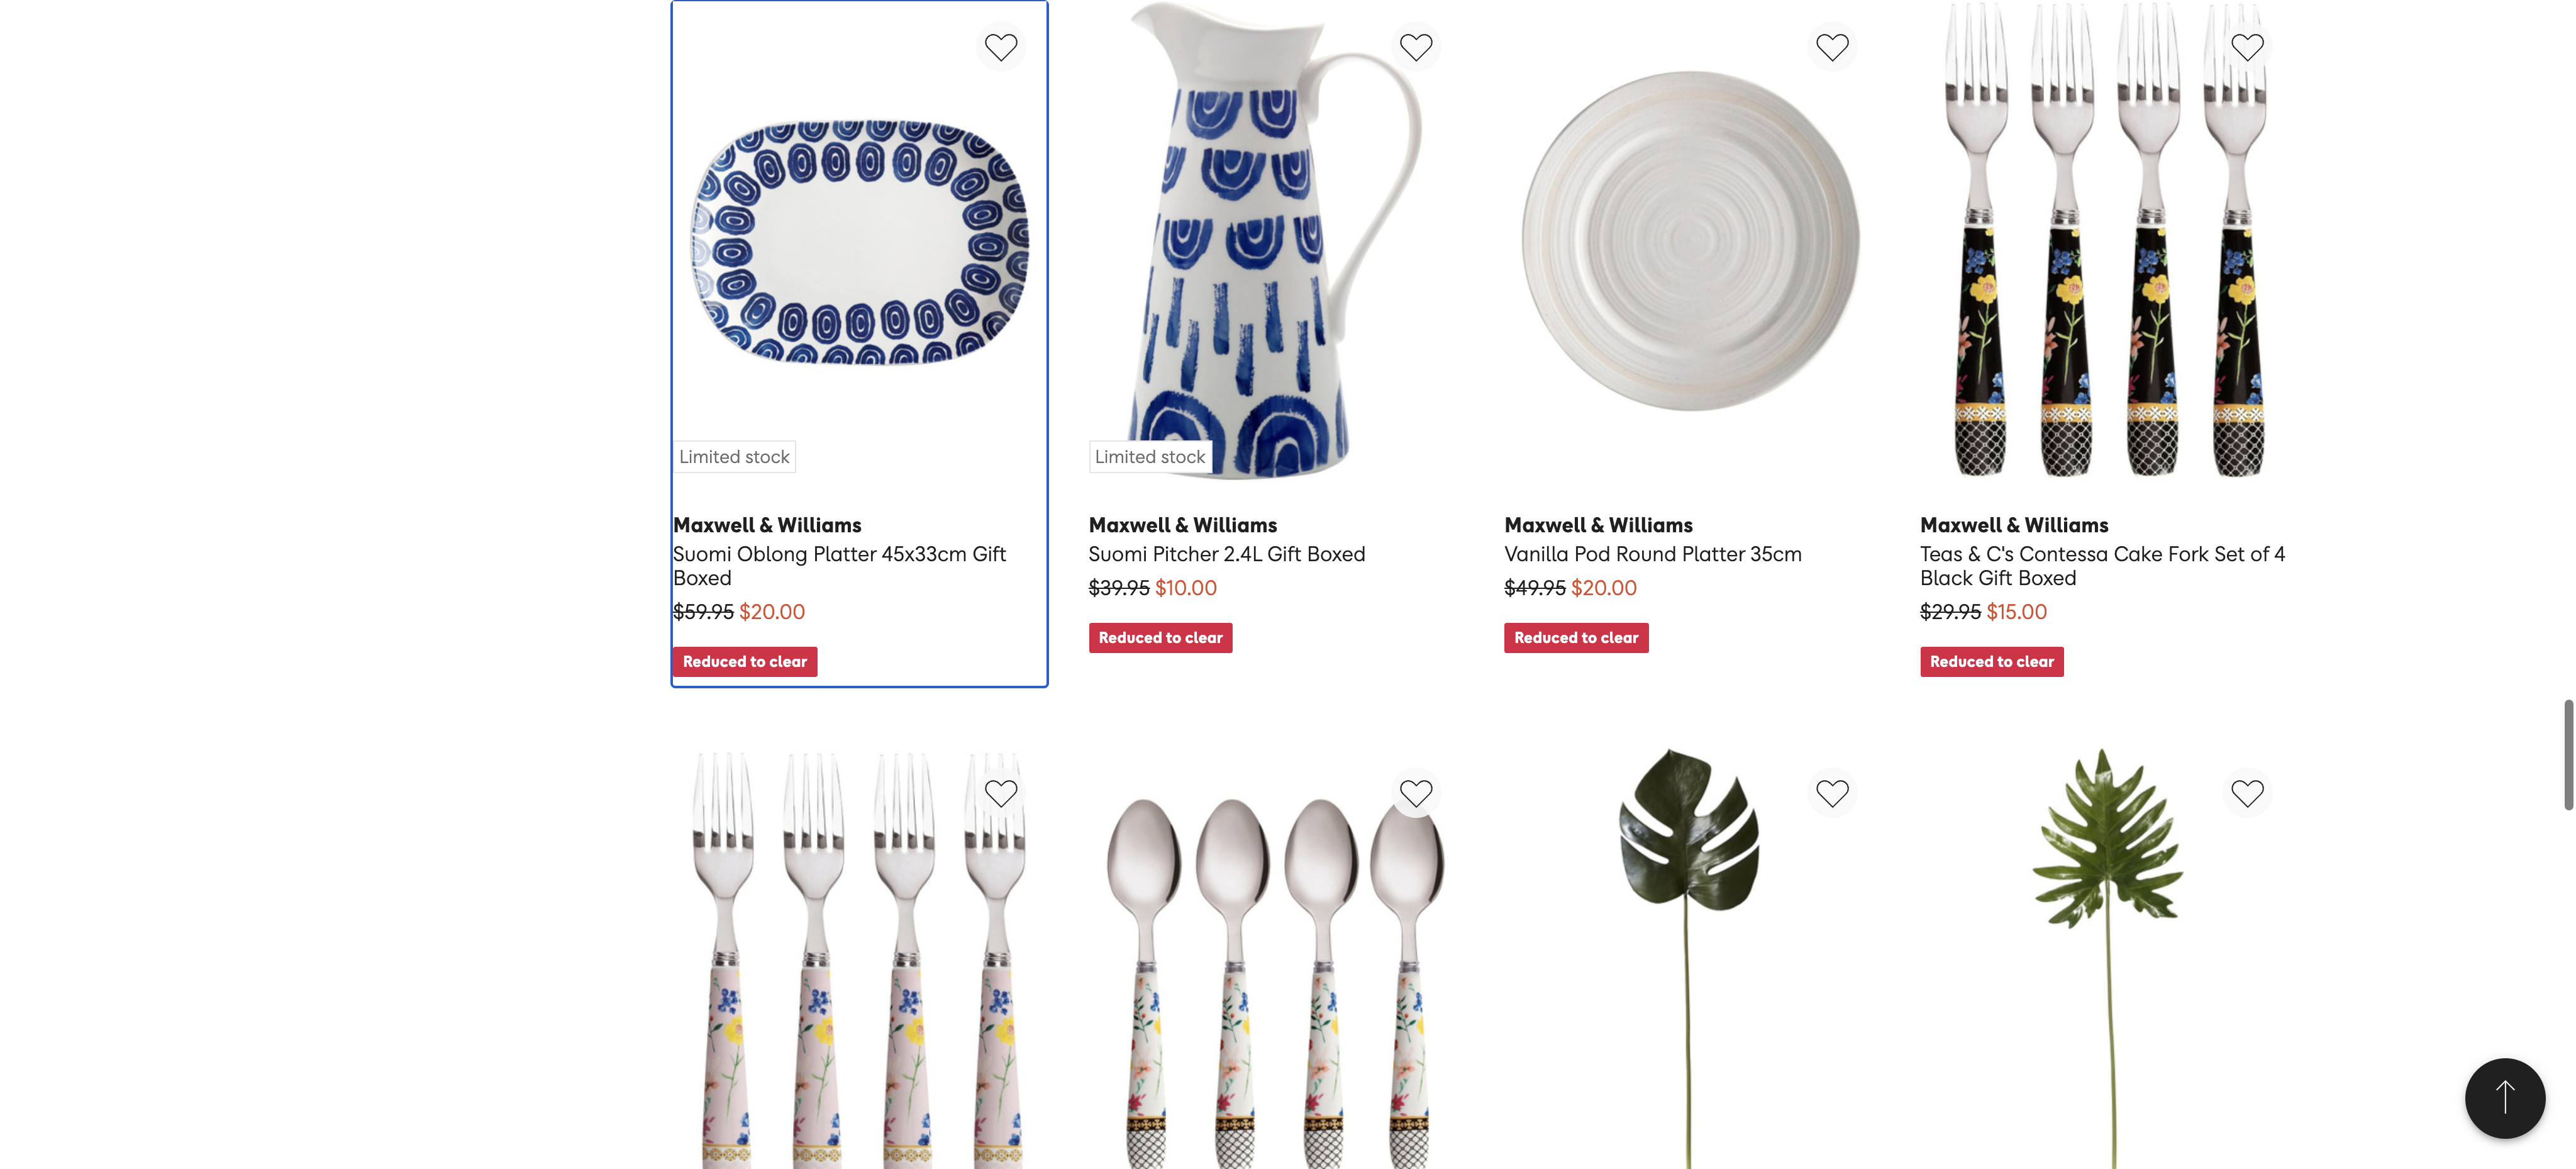 Limited stock
Limited stock
Maxwell & Williams
Suomi Oblong Platter 45x33cm Gift
Boxed
$59.95 $20.00
Reduced to clear
Maxwell & Williams
Suomi Pitcher 2.4L Gift Boxed
$39.95 $10.00
Reduced to clear
Maxwell & Williams
Vanilla Pod Round Platter 35cm
$49.95 $20.00
Reduced to clear
Maxwell & Williams
Teas & C's Contessa Cake Fork Set of 4
Black Gift Boxed
$29.95 $15.00
Reduced to clear